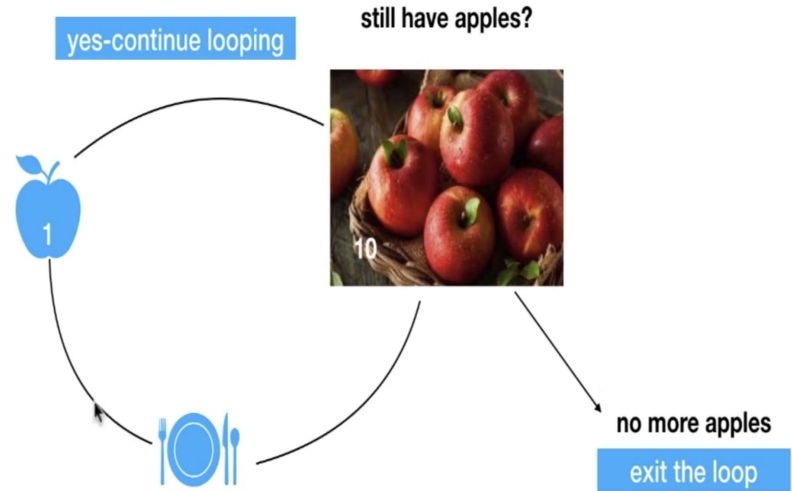 still have apples?
yes-continue looping
1
10
no more apples
exit the loop